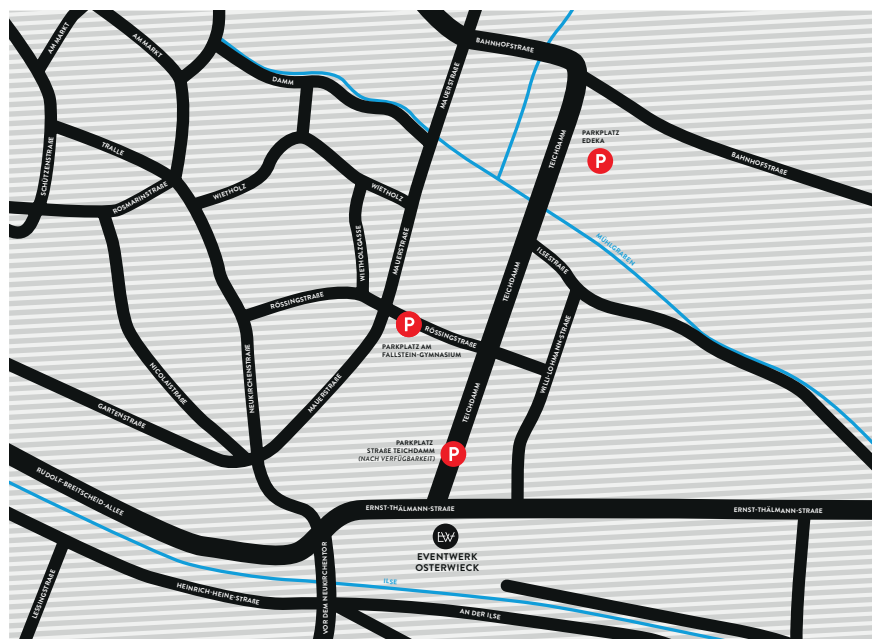 AM MARKT
AM MARKT
BAHNHOFSTRAßE
DAMM
MAUERSTRAßE
TRALLE
TEICHDAMM
PARKPLATZ
EDEKA
P
BAHNHOFSTRAßE
SCHÜTZENSTRAßE
ROSMARINSTRAßE
WIETHOLZ
WIETHOLZ
WIETHOLZGASSE
MAUERSTRAßE
MÜHLGRABEN
ILSESTRAßE
TEICHDAMM
RÖSSINGSTRAßE
P
RÖSSINGSTRAßE
PARKPLATZ AM
FALLSTEIN-GYMNASIUM
WILLI-LOHMANN-STRAßE
NICOLAISTRAßE
NEUKIRCHENSTRAßE
MAUERSTRAßE
TEICHDAMM
GARTENSTRAßE
PARKPLATZ
STRAßE TEICHDAMM
(NACH VERFÜGBARKEIT)
P
RUDOLF-BREITSCHEID-ALLEE
ERNST-THÄLMANN-STRAßE
ERNST-THÄLMANN-STRAßE
EW
EVENTWERK
OSTERWIECK
VOR DEM NEUKIRCHENTOR
ILSE
LESSINGSTRAßE
HEINRICH-HEINE-STRAßE
AN DER ILSE